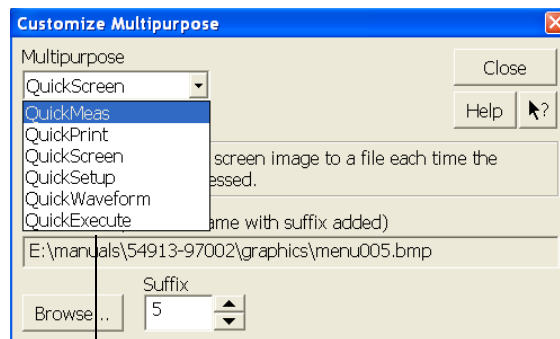 Customize Multipurpose
Multipurpose
QuickScreen
Close
Help ?
QuickMeas
QuickPrint
QuickScreen
QuickSetup
QuickWaveform
QuickExecute
screen image to a file each time the
essed.
ame with suffix added)
E:\manuals\54913-97002\graphics\menu005.bmp
Suffix
Browse...
5